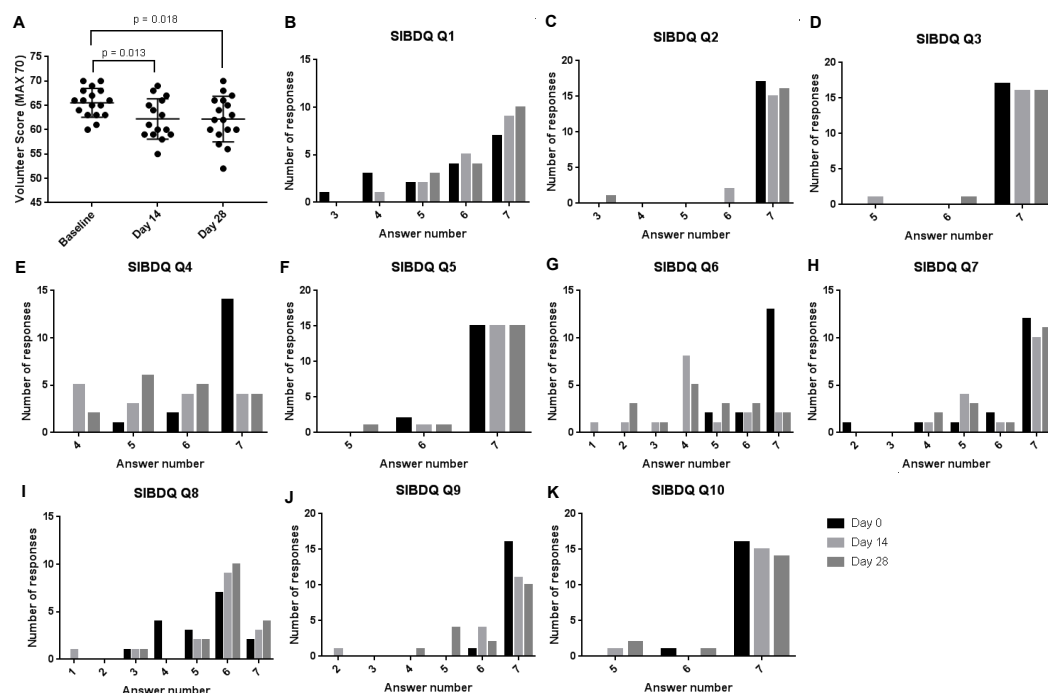 A
p = 0.018
p = 0.013
Volunteer Score (MAX 70)
75
70
65
60
55
50
45
Baseline
Day 14
Day 28
B
SIBDQ Q1
Number of responses
15
10
5
0
3
4
5
6
7
Answer number
C
SIBDQ Q2
Number of responses
20
15
10
5
0
3
4
5
6
7
Answer number
D
SIBDQ Q3
Number of responses
20
15
10
5
0
5
6
7
Answer number
E
SIBDQ Q4
Number of responses
15
10
5
0
4
5
6
7
Answer number
F
SIBDQ Q5
Number of responses
20
15
10
5
0
5
6
7
Answer number
G
SIBDQ Q6
Number of responses
15
10
5
0
1
2
3
4
5
6
7
Answer number
H
SIBDQ Q7
Number of responses
15
10
5
0
2
3
4
5
6
7
Answer number
I
SIBDQ Q8
Number of responses
15
10
5
0
1
2
3
4
5
6
7
Answer number
J
SIBDQ Q9
Number of responses
20
15
10
5
0
2
3
4
5
6
7
Answer number
K
SIBDQ Q10
Number of responses
20
15
10
5
0
5
6
7
Answer number
Day 0
Day 14
Day 28